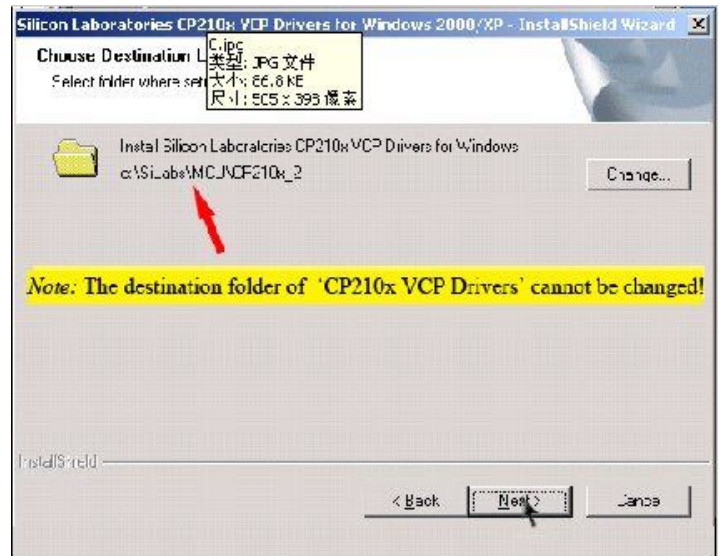 Silicon Laboratories CP210x VCP Drivers for Windows 2000/XP - InstallShield Wizard
Choose Destination L
Select folder where set
C.jpg
类型: JPG 文件
大小: 86.8 KB
尺寸: 505 x 393 像素
Install Silicon Laboratories CP210x VCP Drivers for Windows
c:\SiLabs\MCU\CP210x_2
Change...
Note: The destination folder of 'CP210x VCP Drivers' cannot be changed!
InstallShield
< Back
Next >
Cancel